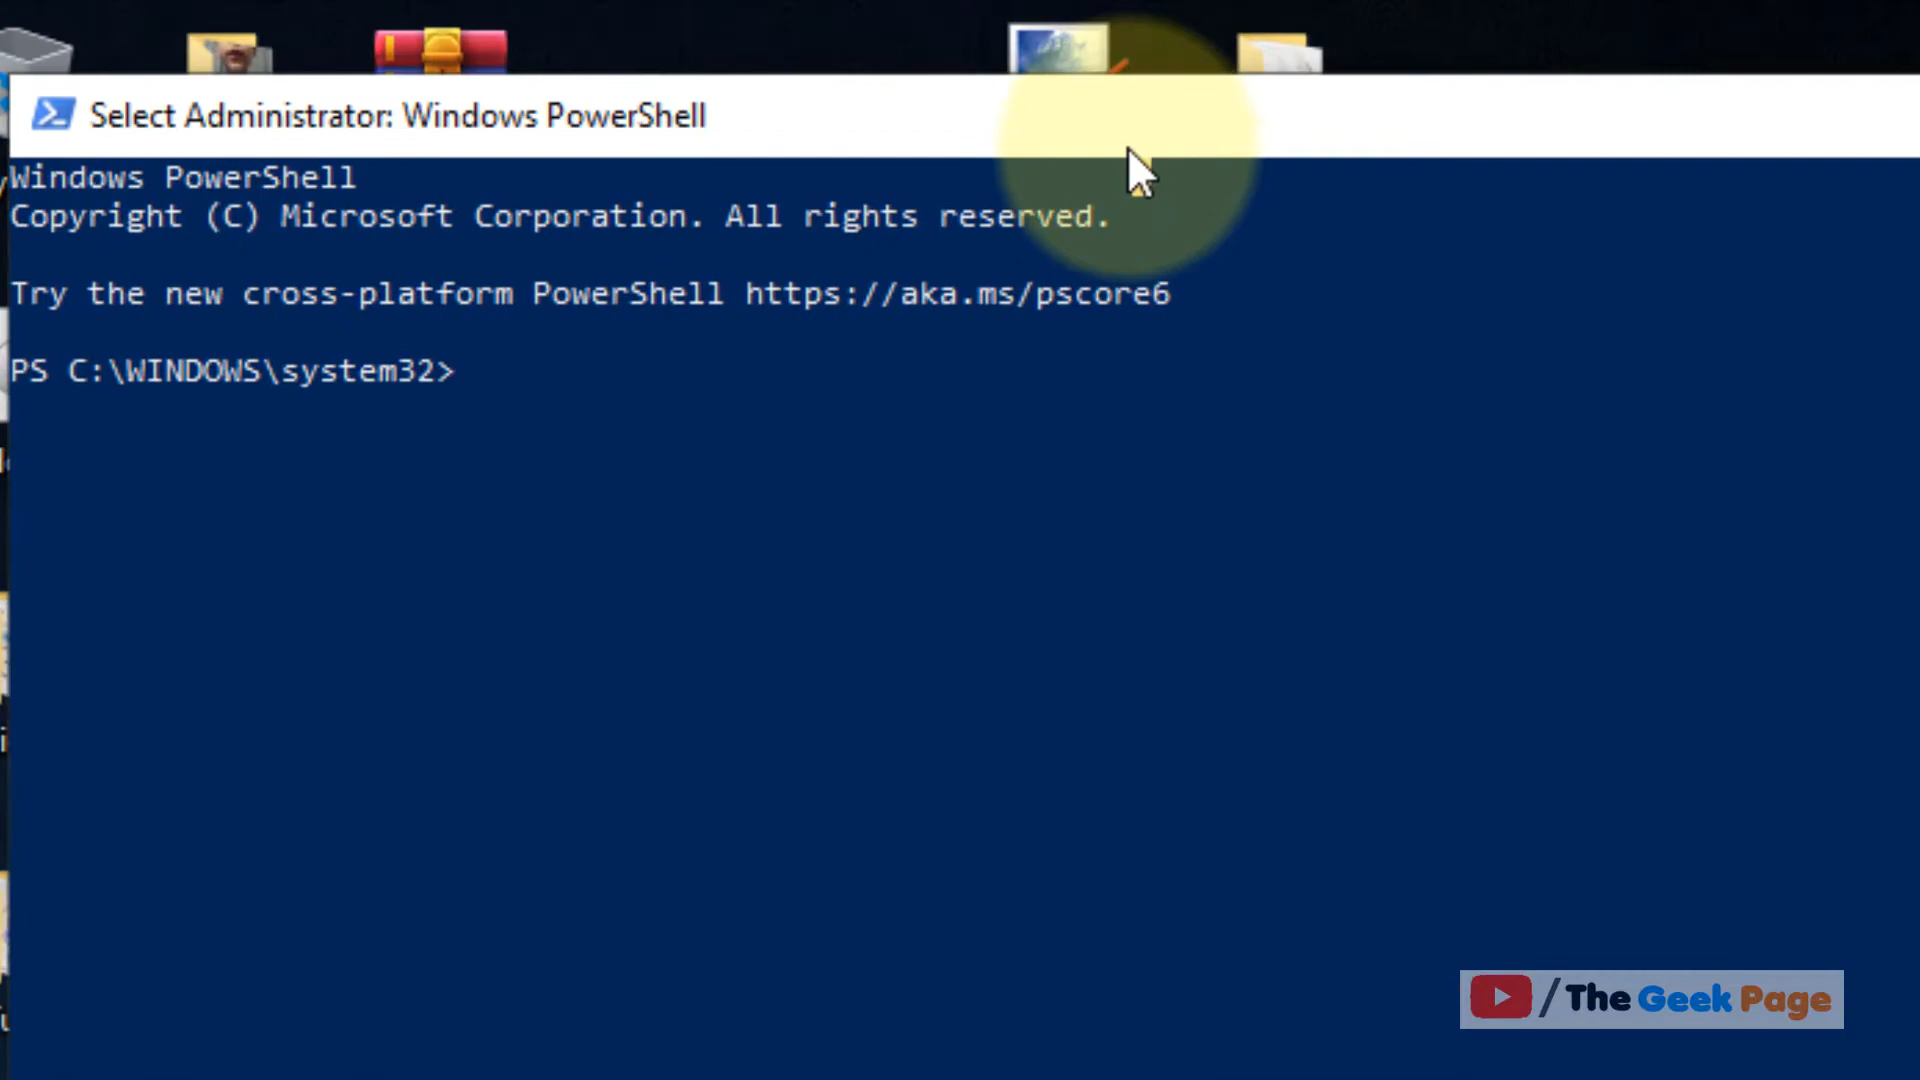 Select Administrator: Windows PowerShell
Windows PowerShell
Copyright (C) Microsoft Corporation. All rights reserved.
Try the new cross-platform PowerShell https://aka.ms/pscore6
PS C:\WINDOWS\system32>
/The Geek Page